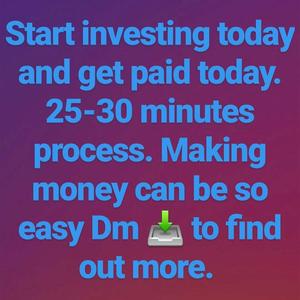 Start investing today
and get paid today.
25-30 minutes
process. Making
money can be so
easy Dm 📥 to find
out more.